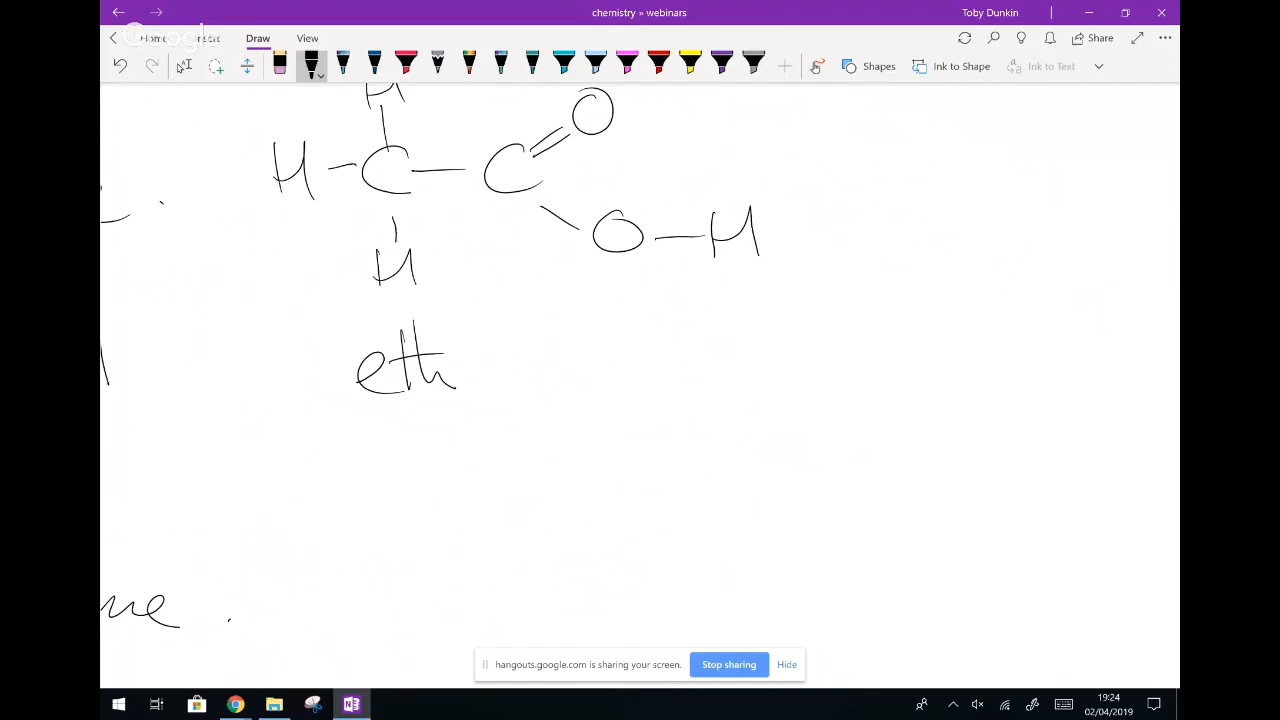 chemistry » webinars
Toby Dunkin
Google
Home Insert Draw View
Share
Shapes Ink to Shape Ink to Text
H
O
H C C
O H
H
eth
hangouts.google.com is sharing your screen. Stop sharing Hide
19:24
02/04/2019